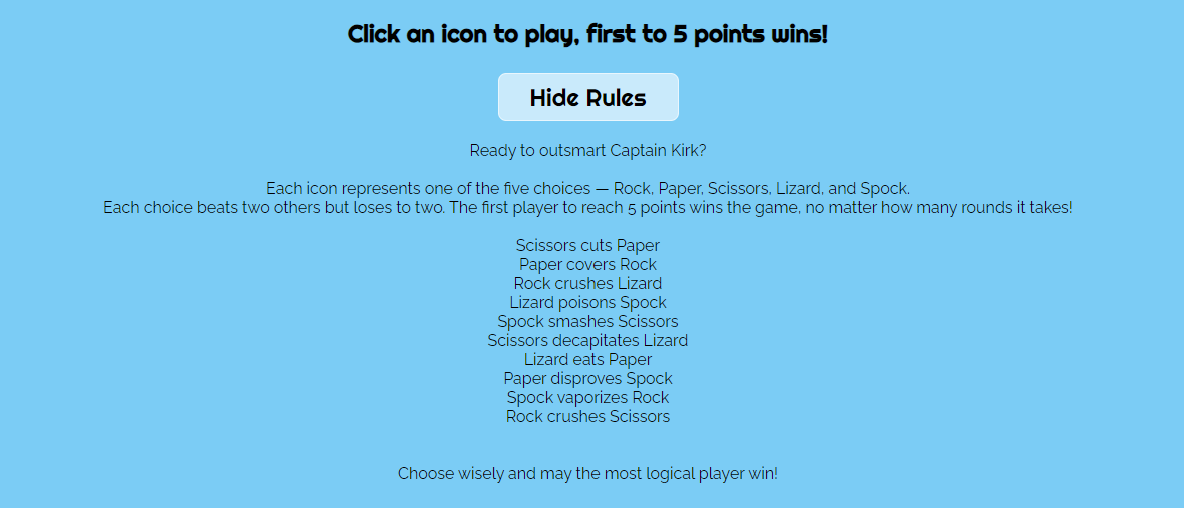 Click an icon to play, first to 5 points wins!
Hide Rules
Ready to outsmart Captain Kirk?
Each icon represents one of the five choices — Rock, Paper, Scissors, Lizard, and Spock.
Each choice beats two others but loses to two. The first player to reach 5 points wins the game, no matter how many rounds it takes!
Scissors cuts Paper
Paper covers Rock
Rock crushes Lizard
Lizard poisons Spock
Spock smashes Scissors
Scissors decapitates Lizard
Lizard eats Paper
Paper disproves Spock
Spock vaporizes Rock
Rock crushes Scissors
Choose wisely and may the most logical player win!